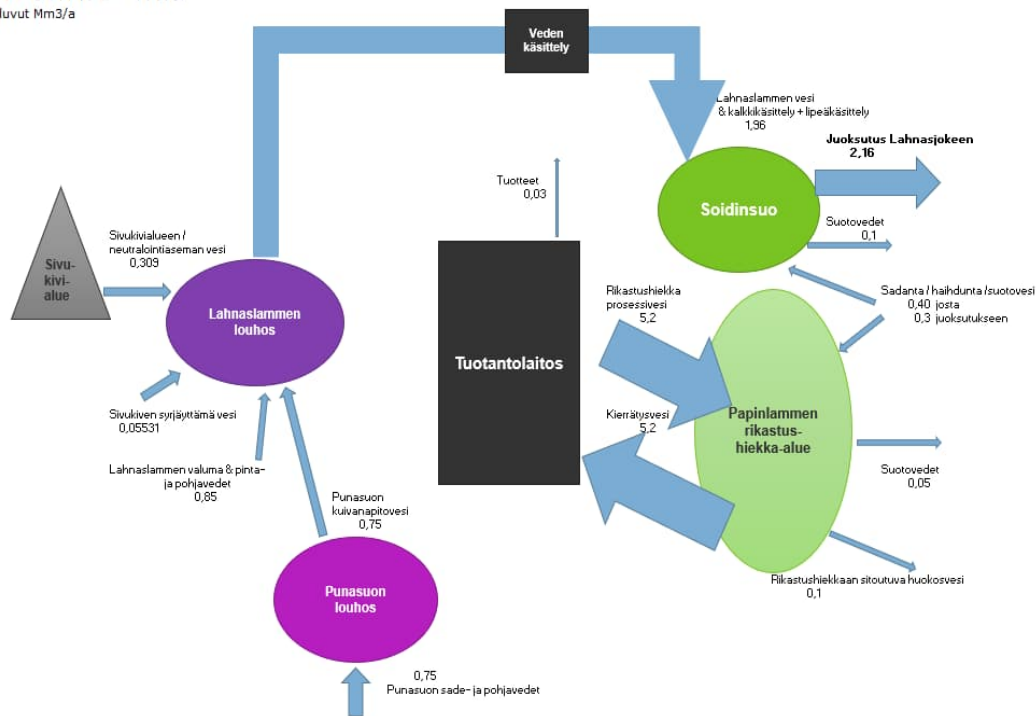 luvut Mm3/a
Veden
käsittely
Lahnaslammen vesi
& kalkkikäsittely + lipeäkäsittely
1,96
Juoksutus Lahnasjokeen
2,16
Tuotteet
0,03
Soidinsuo
Suotovedet
0,1
Sivukivialueen /
neutralointiaseman vesi
0,309
Sivu-
kivi-
alue
Lahnaslammen
louhos
Rikastushiekka
prosessivesi
5,2
Sadanta / haihdunta /suotovesi
0,40 josta
0,3 juoksutukseen
Tuotantolaitos
Sivukiven syrjäyttämä vesi
0,05531
Kierrätysvesi
5,2
Papinlammen
rikastus-
hiekka-alue
Lahnaslammen valuma & pinta-
ja pohjavedet
0,85
Suotovedet
0,05
Punasuon
kuivanapitovesi
0,75
Rikastushiekkaan sitoutuva huokosvesi
0,1
Punasuon
louhos
0,75
Punasuon sade- ja pohjavedet